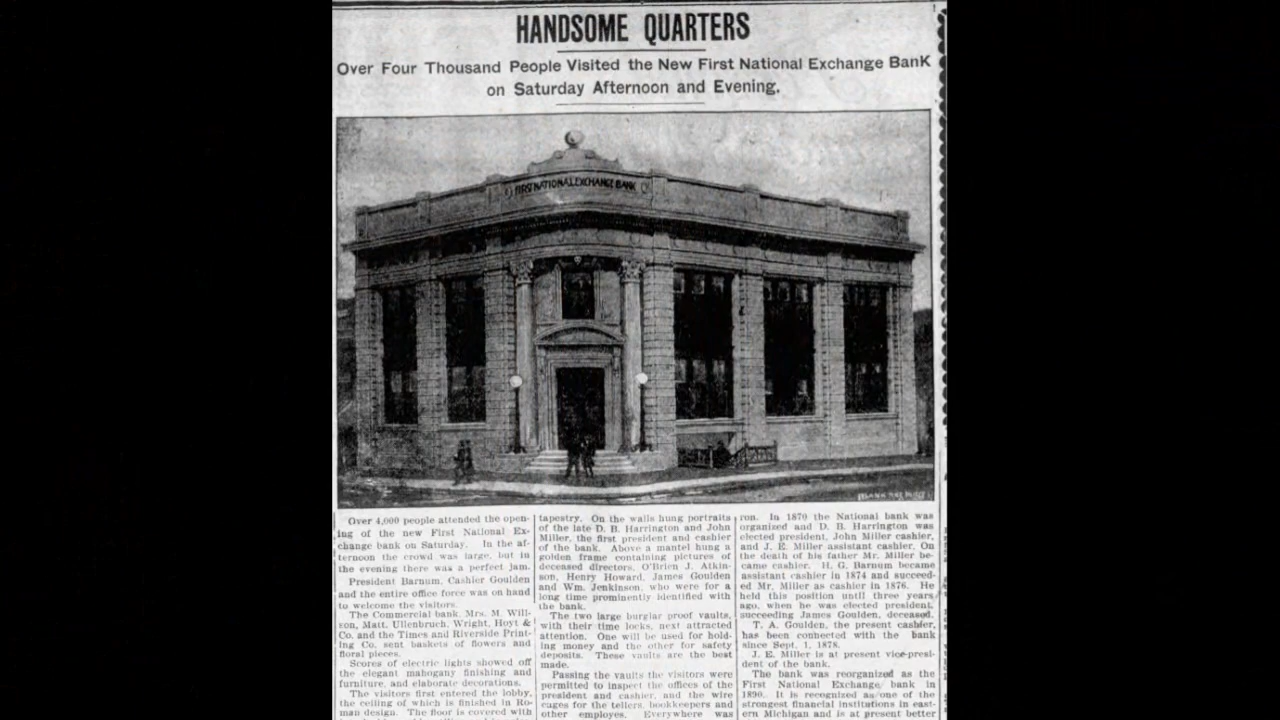 HANDSOME QUARTERS
Over Four Thousand People Visited the New First National Exchange Bank
on Saturday Afternoon and Evening.
FIRST NATIONAL EXCHANGE BANK
Over 4,000 people attended the open-
ing of the new First National Ex-
change bank on Saturday. In the af-
ternoon the crowd was large, but in
the evening there was a perfect jam.
President Barnum, Cashier Goulden
and the entire office force was on hand
to welcome the visitors.
The Commercial bank, Mrs. M. Will-
son, Matt. Ullenbruch, Wright, Hoyt &
Co. and the Times and Riverside Print-
ing Co. sent baskets of flowers and
floral pieces.
Scores of electric lights showed off
the elegant mahogany finishing and
furniture, and elaborate decorations.
The visitors first entered the lobby,
the ceiling of which is finished in Ro-
man design. The floor is covered with
tapestry. On the walls hung portraits
of the late D. B. Harrington and John
Miller, the first president and cashier
of the bank. Above a mantel hung a
golden frame containing pictures of
deceased directors, O'Brien J. Atkin-
son, Henry Howard, James Goulden
and Wm. Jenkinson, who were for a
long time prominently identified with
the bank.
The two large burglar proof vaults,
with their time locks, next attracted
attention. One will be used for hold-
ing money and the other for safety
deposits. These vaults are the best
made.
Passing the vaults the visitors were
permitted to inspect the offices of the
president and cashier, and the wire
cages for the tellers, bookkeepers and
other employes. Everywhere was
ron. In 1870 the National bank was
organized and D. B. Harrington was
elected president, John Miller cashier,
and J. E. Miller assistant cashier. On
the death of his father Mr. Miller be-
came cashier. H. G. Barnum became
assistant cashier in 1874 and succeed-
ed Mr. Miller as cashier in 1876. He
held this position until three years
ago, when he was elected president,
succeeding James Goulden, deceased.
T. A. Goulden, the present cashier,
has been connected with the bank
since Sept. 1, 1878.
J. E. Miller is at present vice-presi-
dent of the bank.
The bank was reorganized as the
First National Exchange bank in
1890. It is recognized as one of the
strongest financial institutions in east-
ern Michigan and is at present better